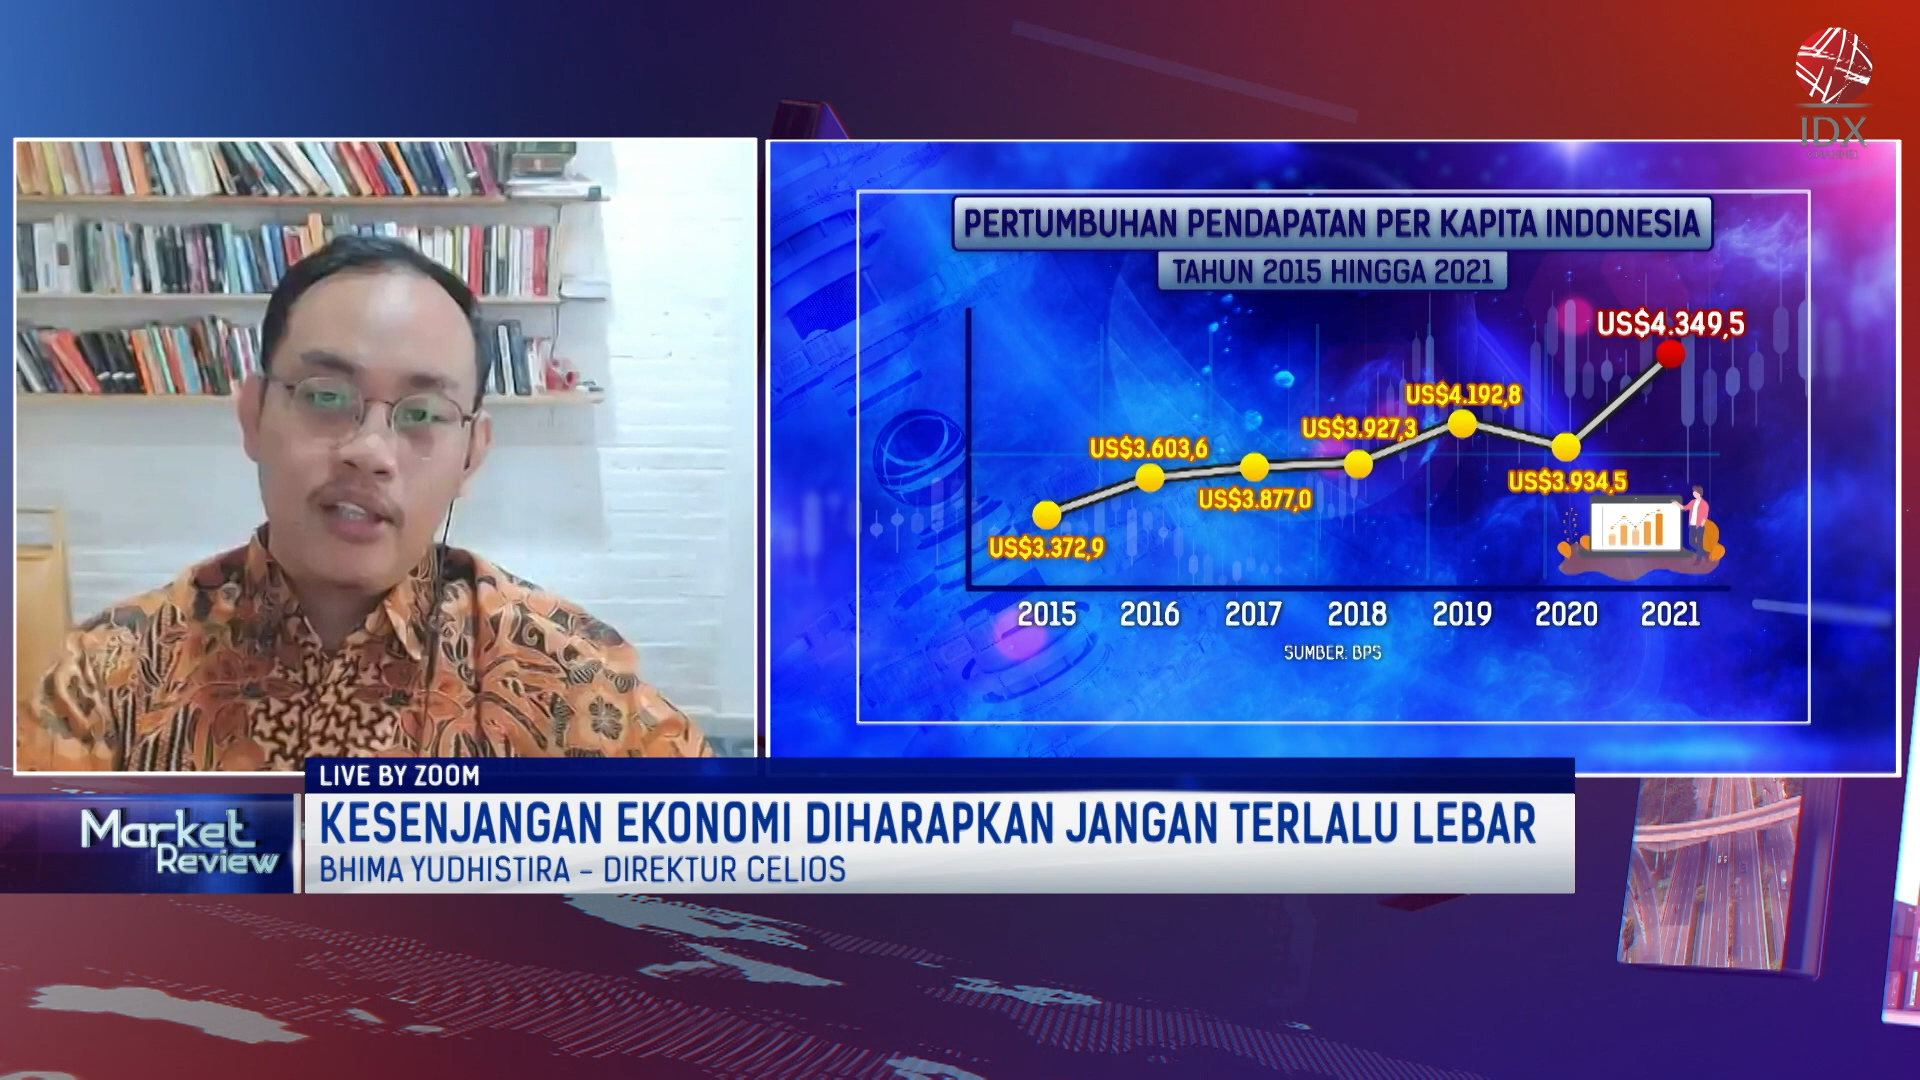 IDX
CHANNEL
PERTUMBUHAN PENDAPATAN PER KAPITA INDONESIA
TAHUN 2015 HINGGA 2021
US$4.349,5
US$4.192,8
US$3.927,3
US$3.603,6
US$3.934,5
US$3.877,0
US$3.372,9
2015 2016 2017 2018 2019 2020 2021
SUMBER: BPS
LIVE BY ZOOM
KESENJANGAN EKONOMI DIHARAPKAN JANGAN TERLALU LEBAR
BHIMA YUDHISTIRA – DIREKTUR CELIOS
Market
Review